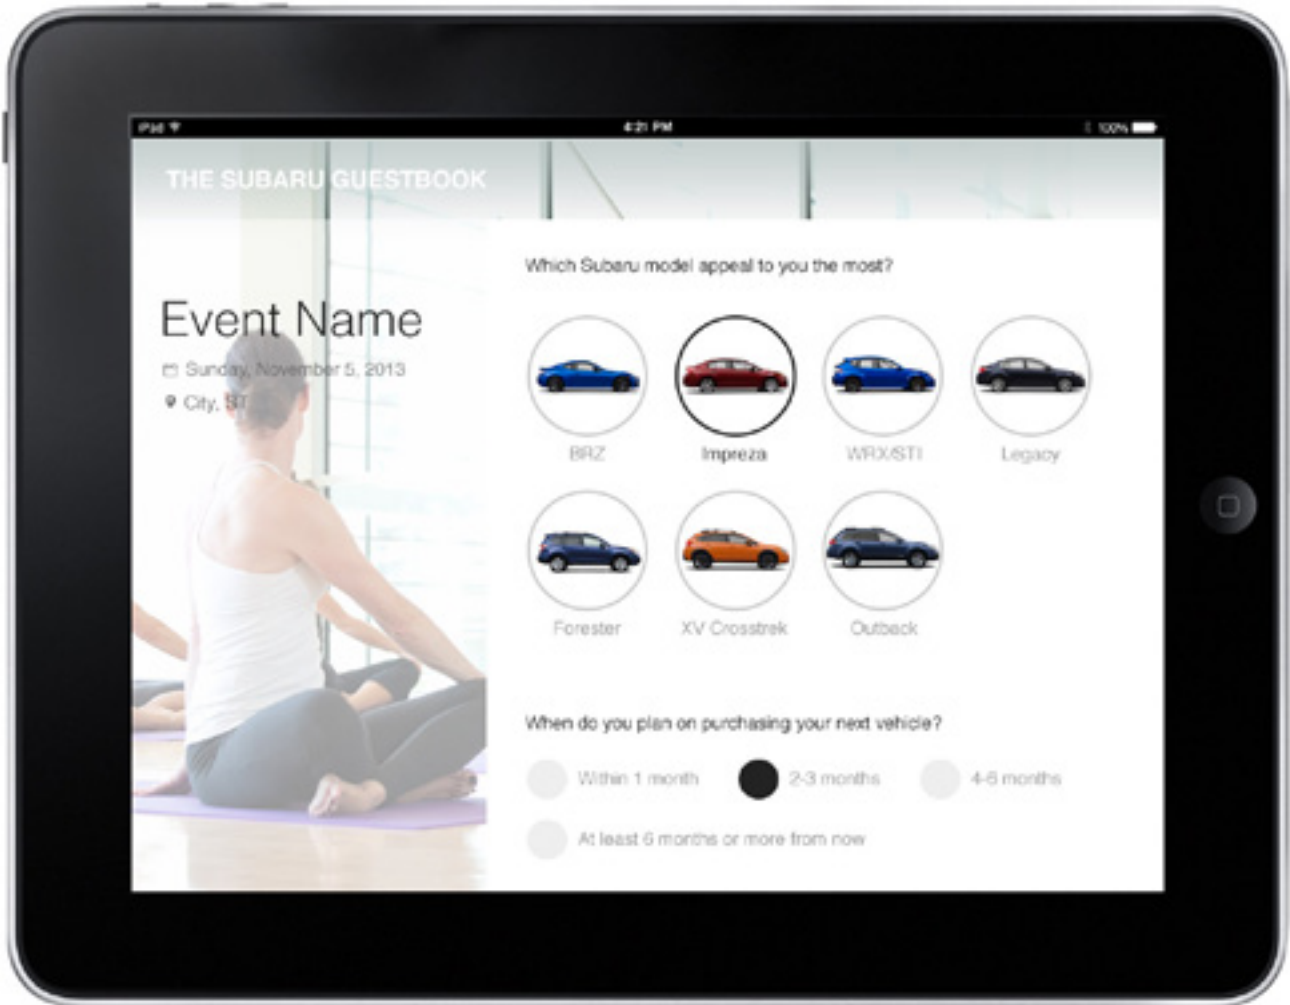 iPad
4:21 PM
100%
THE SUBARU GUESTBOOK
Event Name
Sunday, November 5, 2013
City, ST
Which Subaru model appeal to you the most?
BRZ
Impreza
WRX/STI
Legacy
Forester
XV Crosstrek
Outback
When do you plan on purchasing your next vehicle?
Within 1 month
2-3 months
4-6 months
At least 6 months or more from now